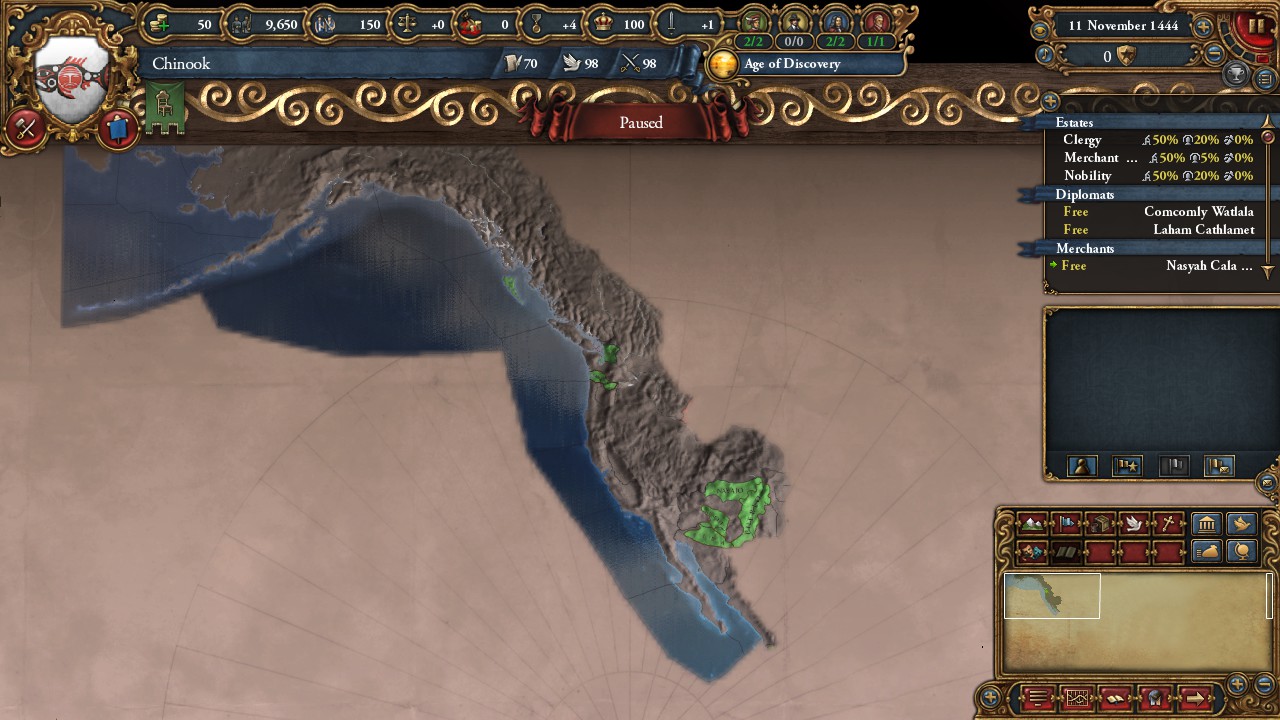 50 9,650 150 +0 0 +4 100 +1
2/2 0/0 2/2 1/1
11 November 1444
0
Chinook 70 98 98
Age of Discovery
Paused
Estates
Clergy 50% 20% 0%
Merchant ... 50% 5% 0%
Nobility 50% 20% 0%
Diplomats
Free Comcomly Watlala
Free Laham Cathlamet
Merchants
Free Nasyah Cala ...
NAVAJO